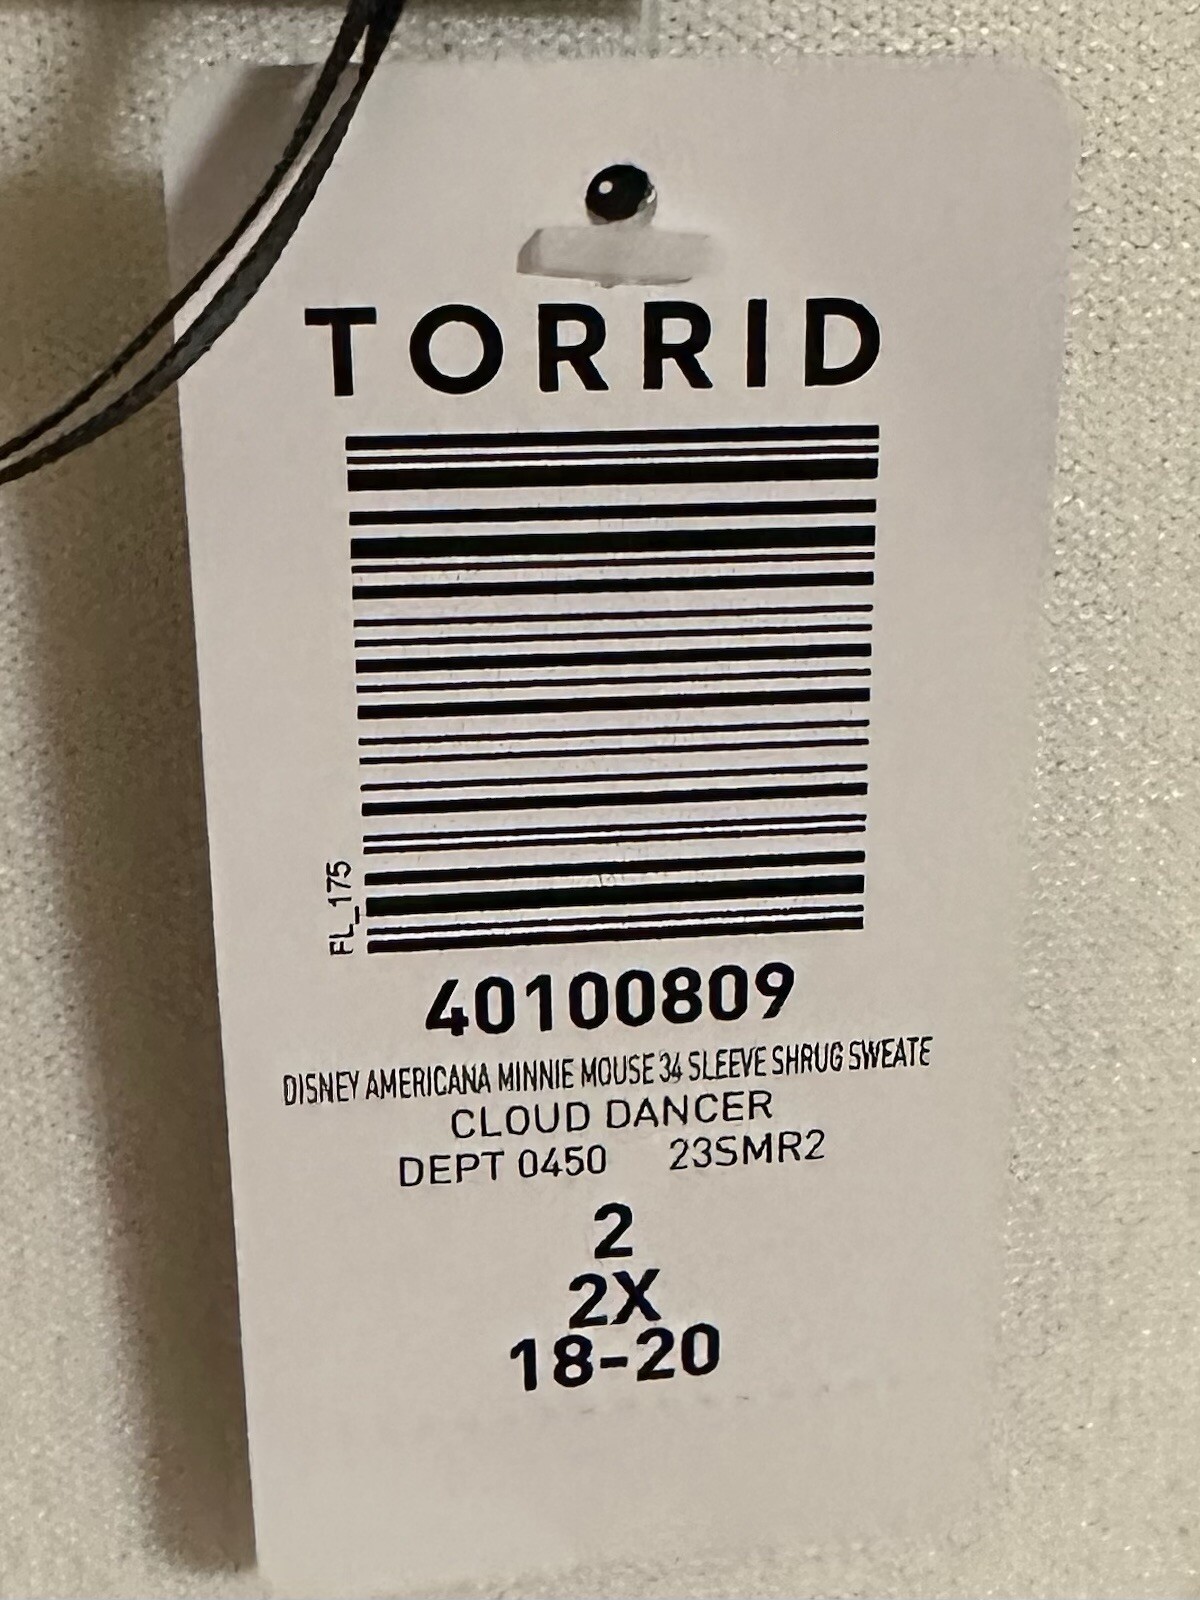 TORRID
FL_175
40100809
DISNEY AMERICANA MINNIE MOUSE 34 SLEEVE SHRUG SWEATE
CLOUD DANCER
DEPT 0450 23SMR2
2
2X
18-20